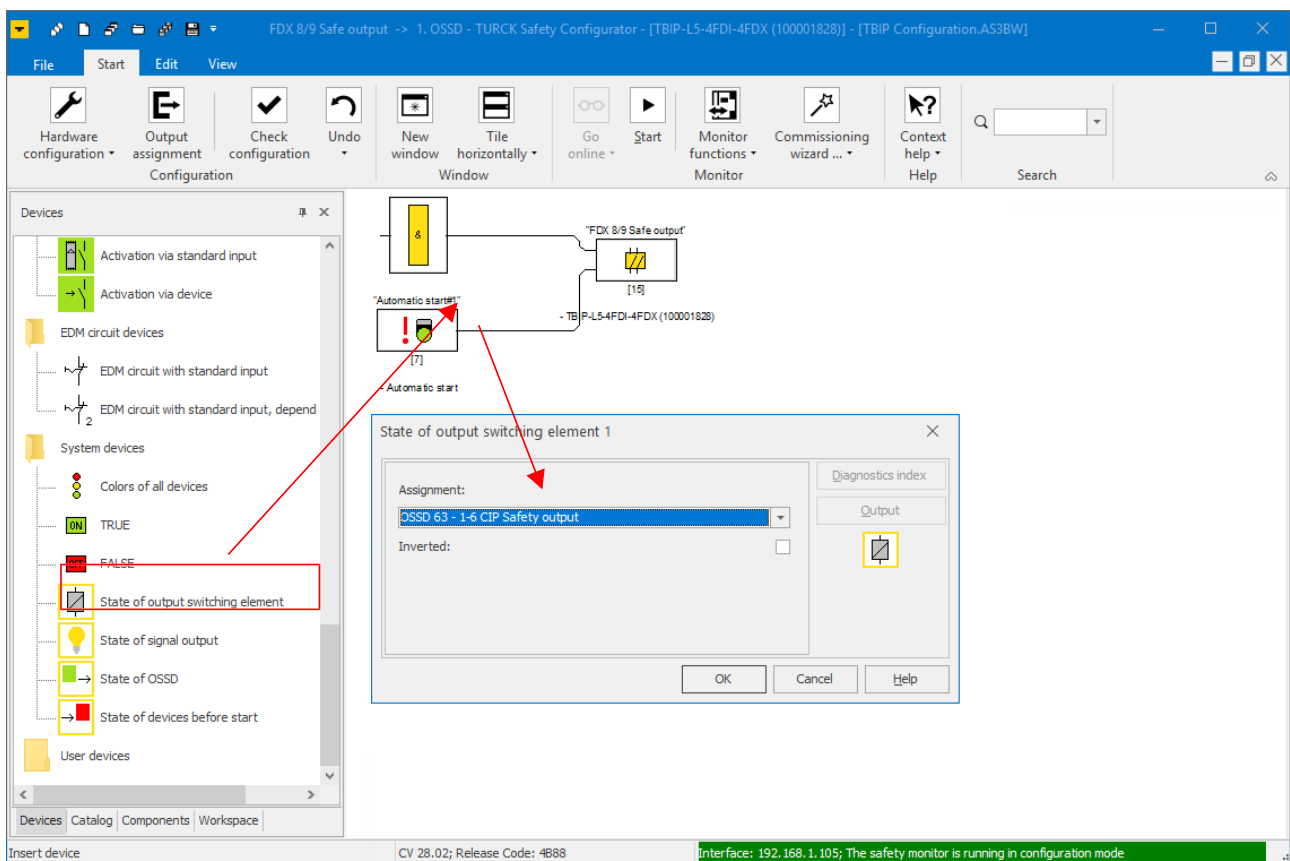 FDX 8/9 Safe output -> 1. OSSD - TURCK Safety Configurator - [TBIP-L5-4FDI-4FDX (100001828)] - [TBIP Configuration.AS3BW]
File Start Edit View
Hardware configuration
Output assignment
Check configuration
Undo
Configuration
New window
Tile horizontally
Window
Go online
Start
Monitor functions
Commissioning wizard ...
Monitor
Context help
Help
Search
Devices
Activation via standard input
Activation via device
EDM circuit devices
EDM circuit with standard input
2
EDM circuit with standard input, depend
System devices
Colors of all devices
ON
TRUE
OFF
FALSE
State of output switching element
State of signal output
State of OSSD
State of devices before start
User devices
Devices Catalog Components Workspace
&
"FDX 8/9 Safe output"
[15]
- TBIP-L5-4FDI-4FDX (100001828)
"Automatic start#1"
!
[7]
- Automatic start
State of output switching element 1
Assignment:
OSSD 63 - 1-6 CIP Safety output
Inverted:
Diagnostics index
Output
OK Cancel Help
Insert device
CV 28.02; Release Code: 4B88
Interface: 192.168.1.105; The safety monitor is running in configuration mode